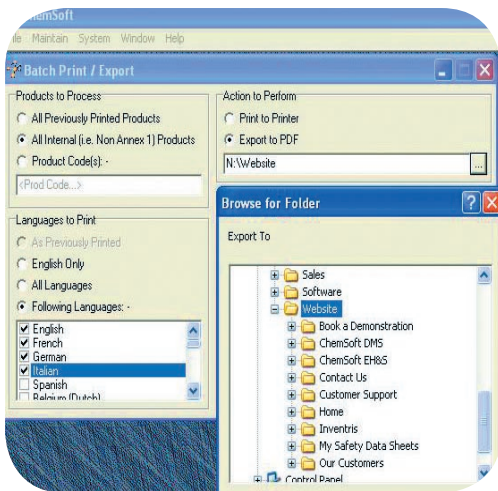 ChemSoft
File Maintain System Window Help
Batch Print / Export
Products to Process
All Previously Printed Products
All Internal (i.e. Non Annex 1) Products
Product Code(s): -
<Prod Code...>
Languages to Print
As Previously Printed
English Only
All Languages
Following Languages: -
English
French
German
Italian
Spanish
Belgium (Dutch)
Action to Perform
Print to Printer
Export to PDF
N:\Website
...
Browse for Folder
Export To
Sales
Software
Website
Book a Demonstration
ChemSoft DMS
ChemSoft EH&S
Contact Us
Customer Support
Home
Inventris
My Safety Data Sheets
Our Customers
Control Panel